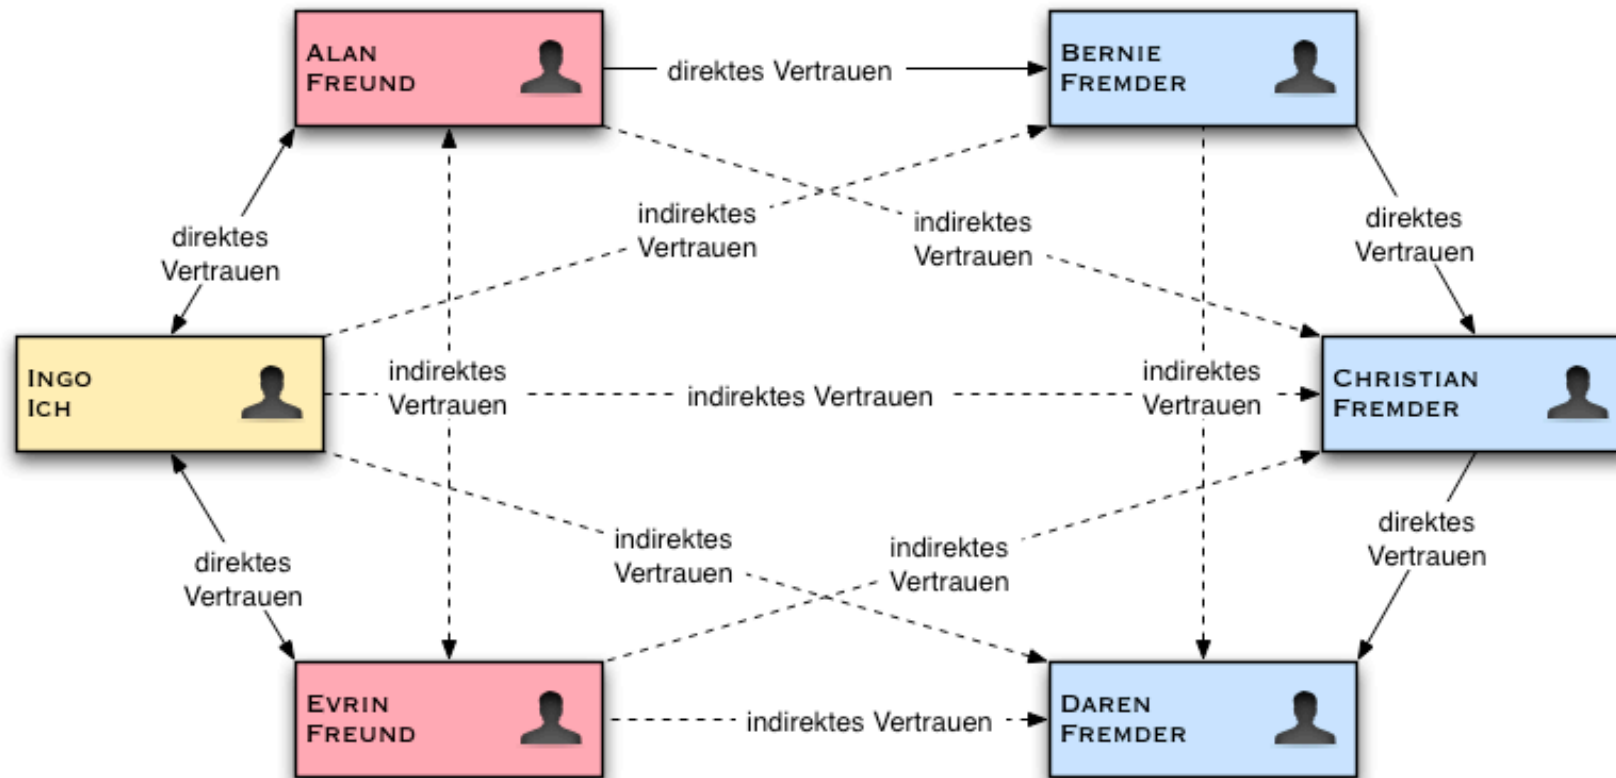 ALAN
FREUND
direktes Vertrauen
BERNIE
FREMDER
indirektes
Vertrauen
indirektes
Vertrauen
direktes
Vertrauen
direktes
Vertrauen
INGO
ICH
indirektes
Vertrauen
indirektes Vertrauen
indirektes
Vertrauen
CHRISTIAN
FREMDER
direktes
Vertrauen
indirektes
Vertrauen
indirektes
Vertrauen
direktes
Vertrauen
EVRIN
FREUND
indirektes Vertrauen
DAREN
FREMDER